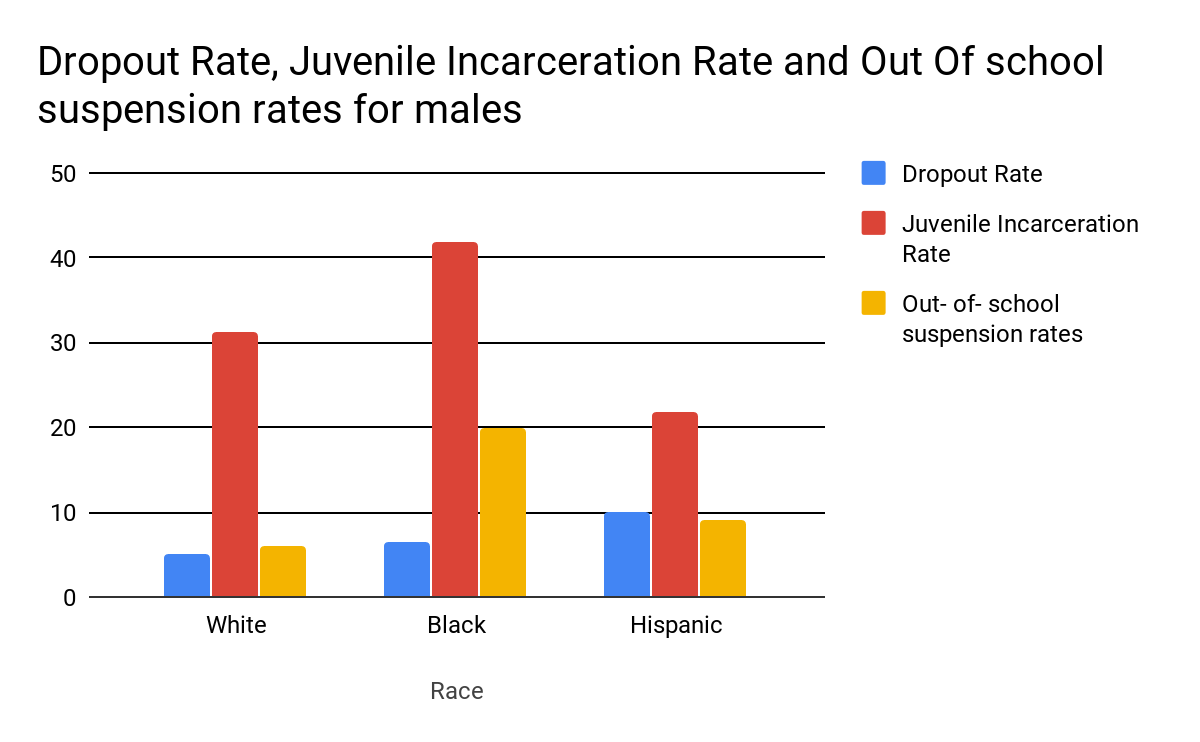 Dropout Rate, Juvenile Incarceration Rate and Out Of school
suspension rates for males
50
40
30
20
10
0
White
Black
Hispanic
Race
Dropout Rate
Juvenile Incarceration
Rate
Out- of- school
suspension rates